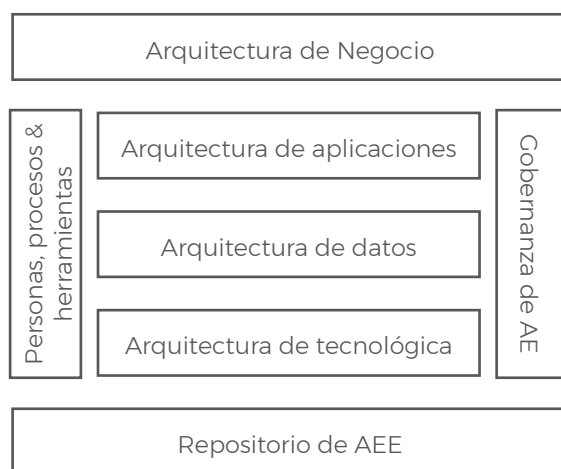 Arquitectura de Negocio
Personas, procesos &
herramientas
Arquitectura de aplicaciones
Arquitectura de datos
Arquitectura de tecnológica
Gobernanza de AE
Repositorio de AEE